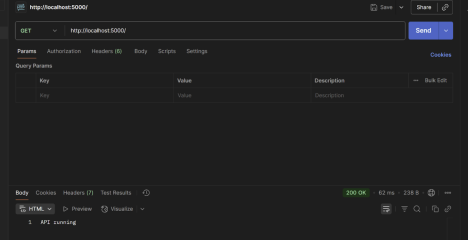 http://localhost:5000/
Save
Share
GET
http://localhost:5000/
Send
Params Authorization Headers (6) Body Scripts Settings
Cookies
Query Params
Key Value Description Bulk Edit
Key Value Description
Body Cookies Headers (7) Test Results
200 OK 62 ms 238 B
HTML Preview Visualize
1 API running